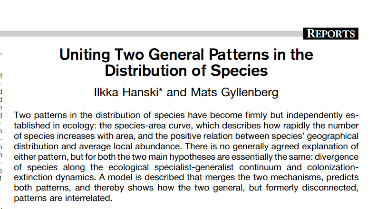 REPORTS
Uniting Two General Patterns in the
Distribution of Species
Ilkka Hanski* and Mats Gyllenberg
Two patterns in the distribution of species have become firmly but independently es-
tablished in ecology: the species-area curve, which describes how rapidly the number
of species increases with area, and the positive relation between species' geographical
distribution and average local abundance. There is no generally agreed explanation of
either pattern, but for both the two main hypotheses are essentially the same: divergence
of species along the ecological specialist-generalist continuum and colonization-
extinction dynamics. A model is described that merges the two mechanisms, predicts
both patterns, and thereby shows how the two general, but formerly disconnected,
patterns are interrelated.